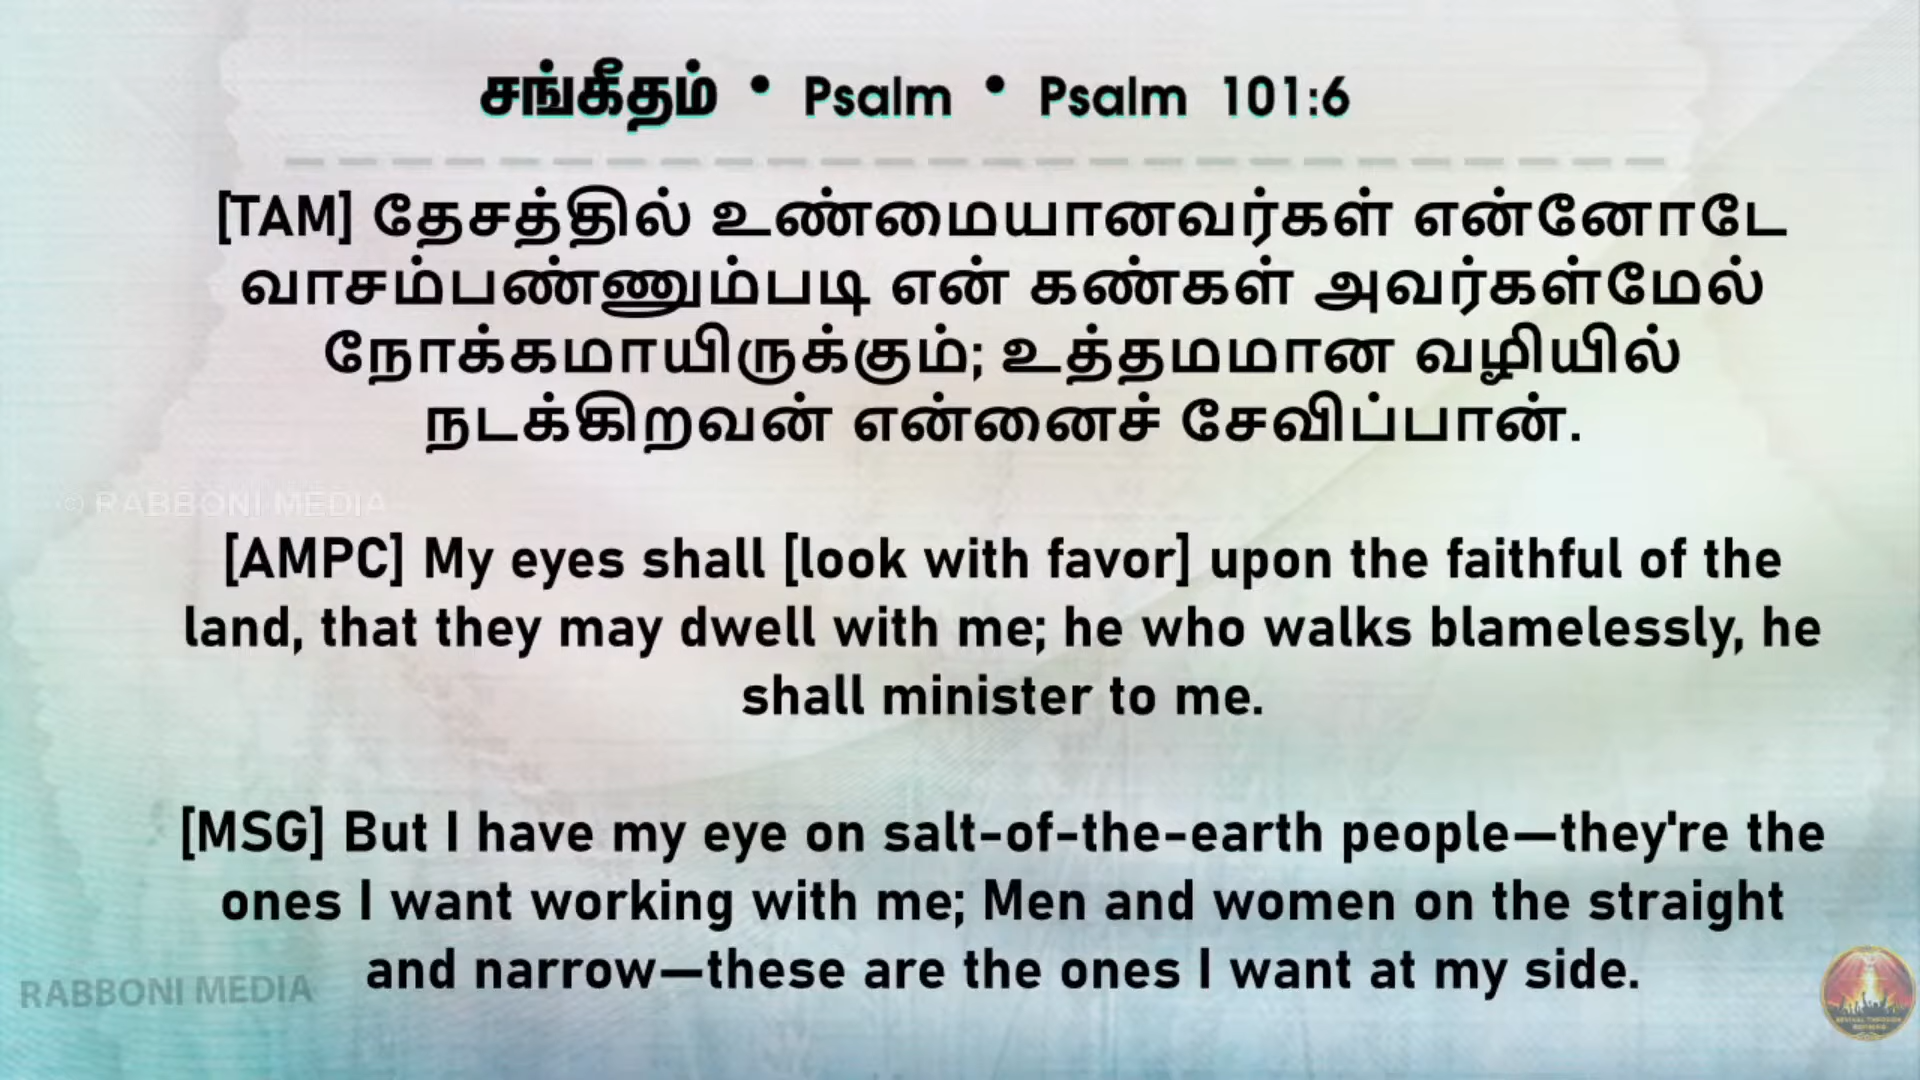 சங்கீதம் • Psalm • Psalm 101:6
[TAM] தேசத்தில் உண்மையானவர்கள் என்னோடே
வாசம்பண்ணும்படி என் கண்கள் அவர்கள்மேல்
நோக்கமாயிருக்கும்; உத்தமமான வழியில்
நடக்கிறவன் என்னைச் சேவிப்பான்.
© RABBONI MEDIA
[AMPC] My eyes shall [look with favor] upon the faithful of the
land, that they may dwell with me; he who walks blamelessly, he
shall minister to me.
[MSG] But I have my eye on salt-of-the-earth people—they're the
ones I want working with me; Men and women on the straight
and narrow—these are the ones I want at my side.
RABBONI MEDIA